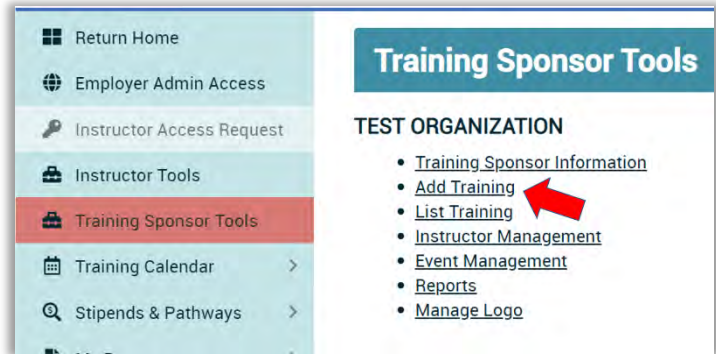 Return Home
Employer Admin Access
Instructor Access Request
Instructor Tools
Training Sponsor Tools
Training Calendar
Stipends & Pathways
Training Sponsor Tools
TEST ORGANIZATION
Training Sponsor Information
Add Training
List Training
Instructor Management
Event Management
Reports
Manage Logo